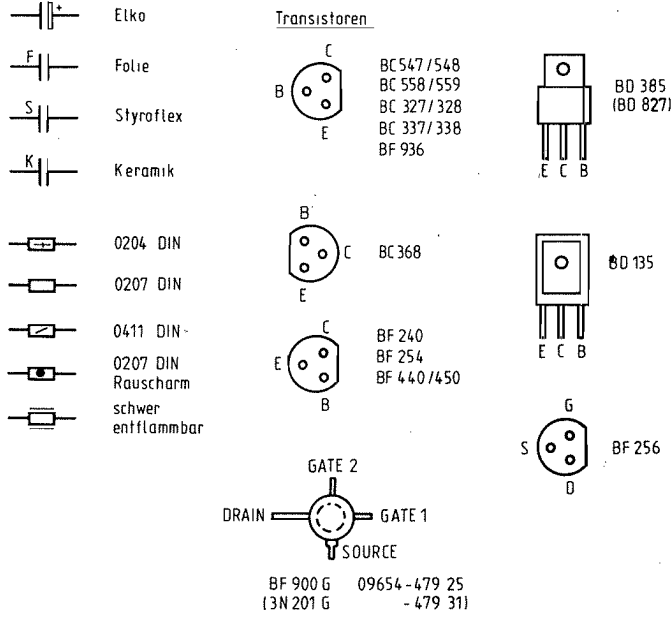 +
Elko
F
Folie
S
Styroflex
K
Keramik
0204 DIN
0207 DIN
0411 DIN
0207 DIN
Rauscharm
schwer
entflammbar
Transistoren
C
B
E
BC 547/548
BC 558/559
BC 327/328
BC 337/338
BF 936
B
C
E
BC 368
C
E
B
BF 240
BF 254
BF 440/450
GATE 2
DRAIN
GATE 1
SOURCE
BF 900 G 09654-479 25
(3N 201 G -479 31)
BD 385
(BD 827)
E C B
BD 135
E C B
G
S
D
BF 256